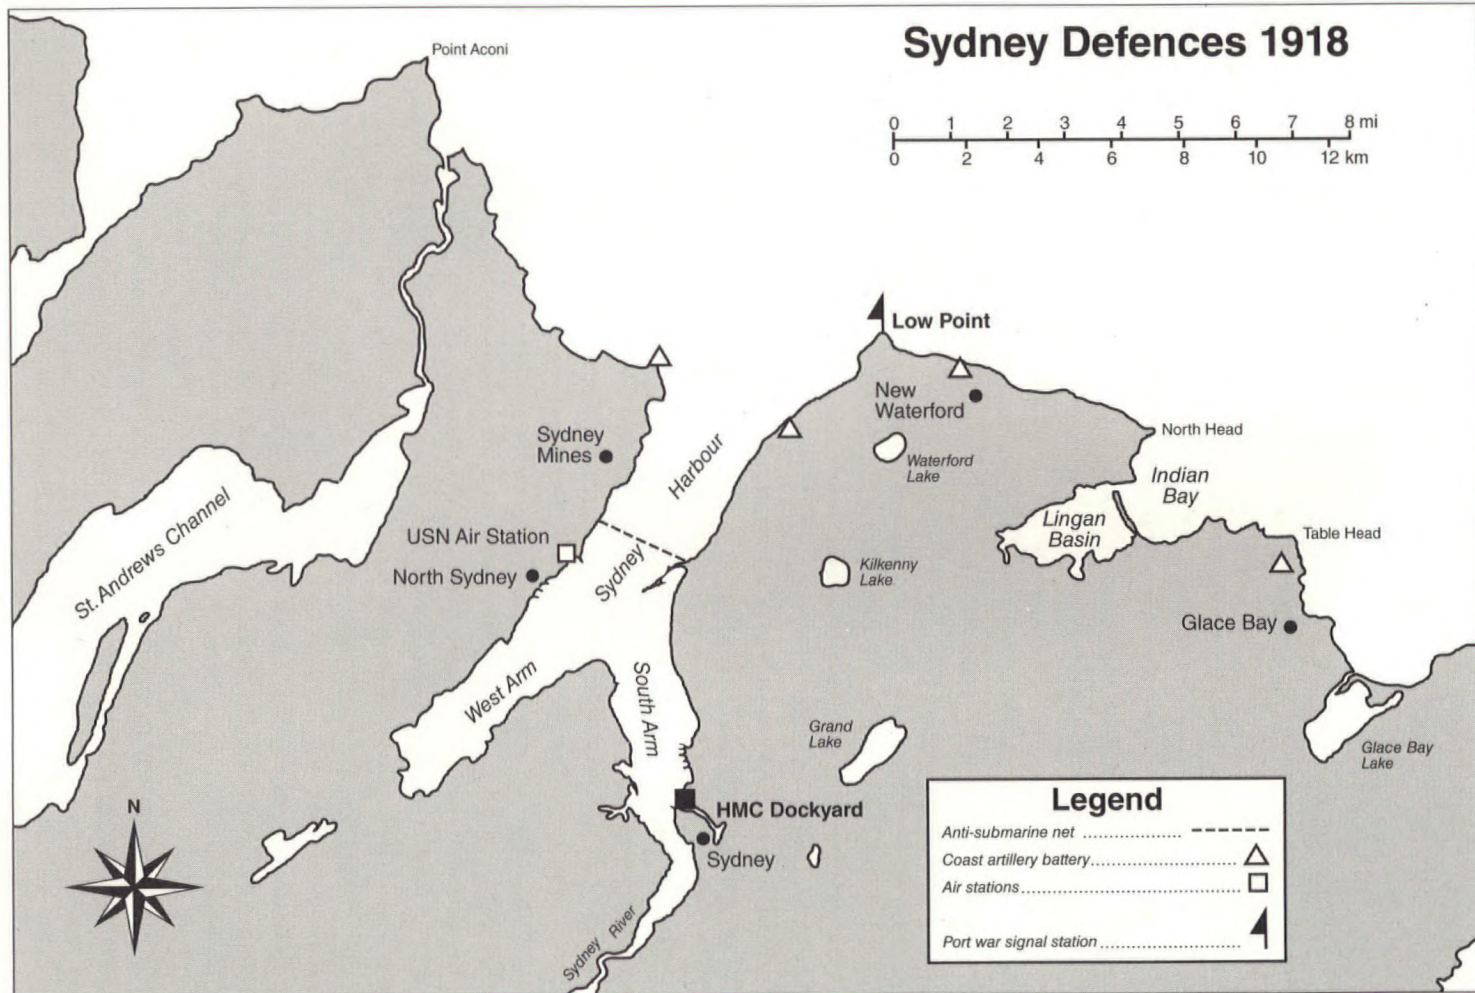 Sydney Defences 1918
0 1 2 3 4 5 6 7 8 mi
0 2 4 6 8 10 12 km
Point Aconi
Low Point
New
Waterford
North Head
Waterford
Lake
Indian
Bay
Sydney
Mines
Harbour
Sydney
Lingan
Basin
Table Head
USN Air Station
North Sydney
Kilkenny
Lake
St. Andrews Channel
Glace Bay
West Arm
South Arm
Grand
Lake
Glace Bay
Lake
HMC Dockyard
Sydney
Sydney River
N
Legend
Anti-submarine net
Coast artillery battery
Air stations
Port war signal station